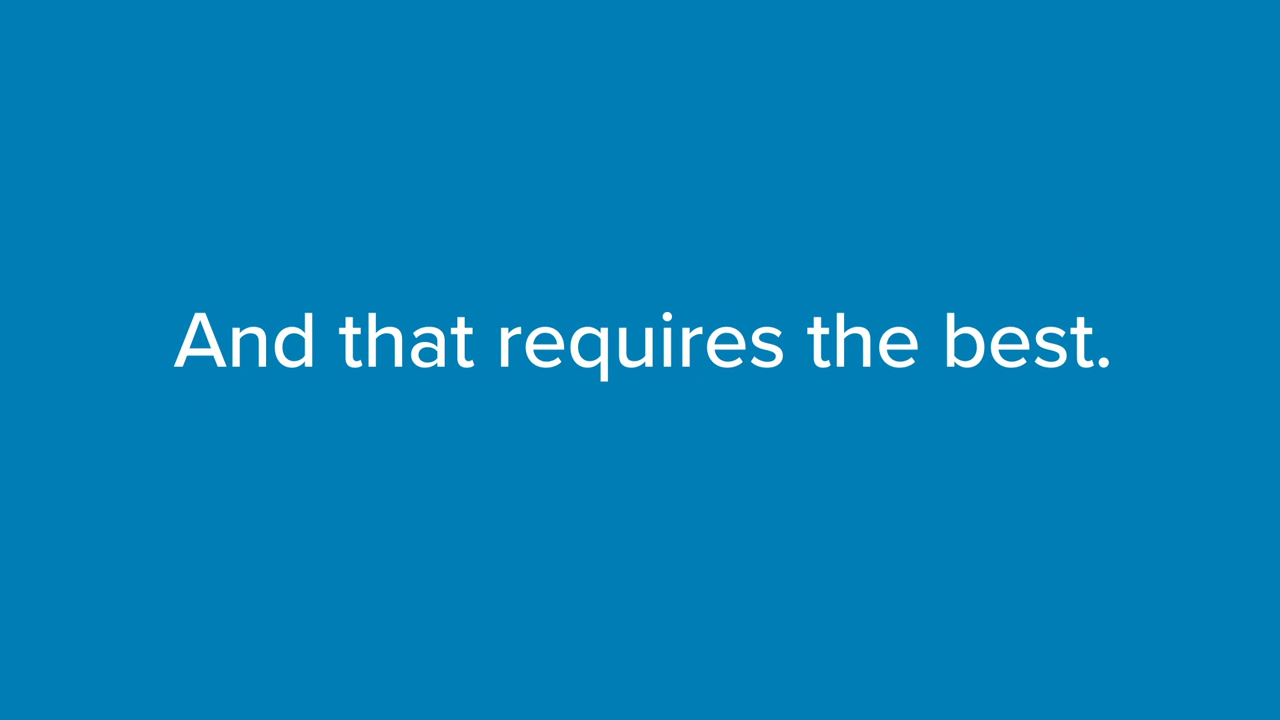 And that requires the best.